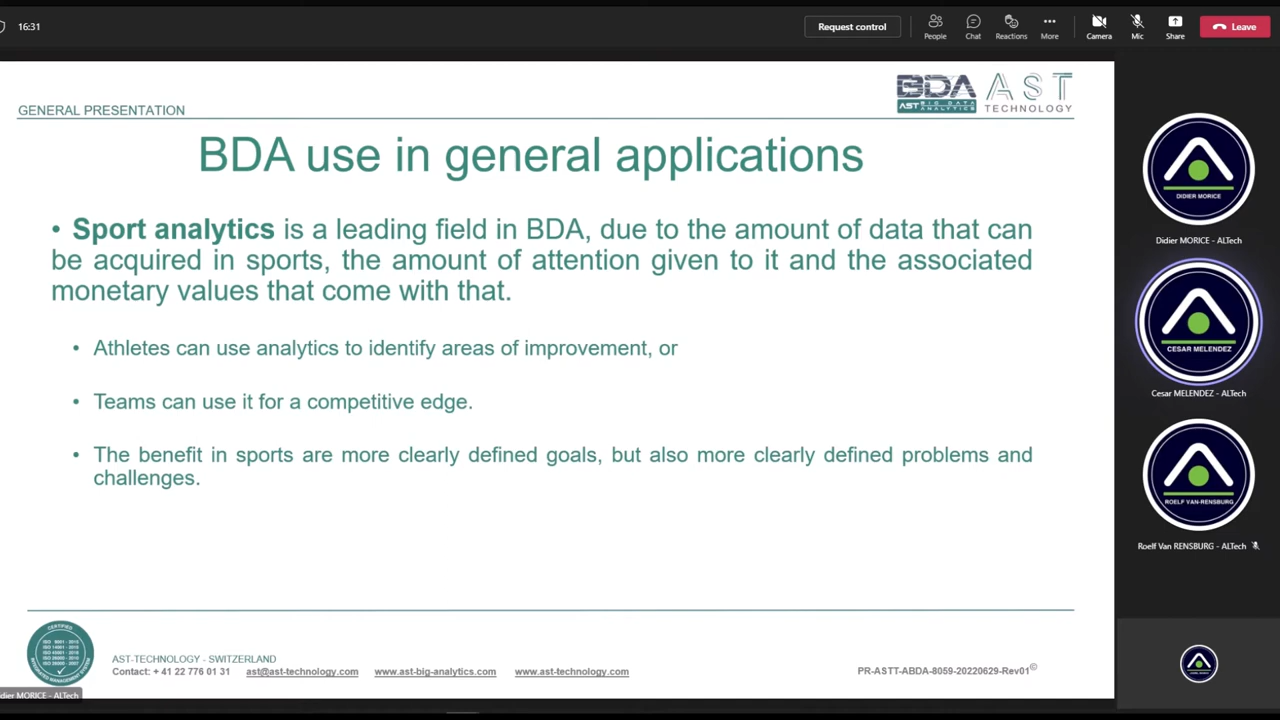 16:31
Request control
People
Chat
Reactions
More
Camera
Mic
Share
Leave
GENERAL PRESENTATION
BDA
AST BIG DATA
ANALYTICS
AST
TECHNOLOGY
BDA use in general applications
• Sport analytics is a leading field in BDA, due to the amount of data that can
be acquired in sports, the amount of attention given to it and the associated
monetary values that come with that.
• Athletes can use analytics to identify areas of improvement, or
• Teams can use it for a competitive edge.
• The benefit in sports are more clearly defined goals, but also more clearly defined problems and
challenges.
DIDIER MORICE
Didier MORICE - ALTech
CESAR MELENDEZ
Cesar MELENDEZ - ALTech
ROELF VAN-RENSBURG
Roelf Van RENSBURG - ALTech
CERTIFIED
AST-TECHNOLOGY - SWITZERLAND
Contact: + 41 22 776 01 31 ast@ast-technology.com www.ast-big-analytics.com www.ast-technology.com
PR-ASTT-ABDA-8059-20220629-Rev01©
dier MORICE - ALTech